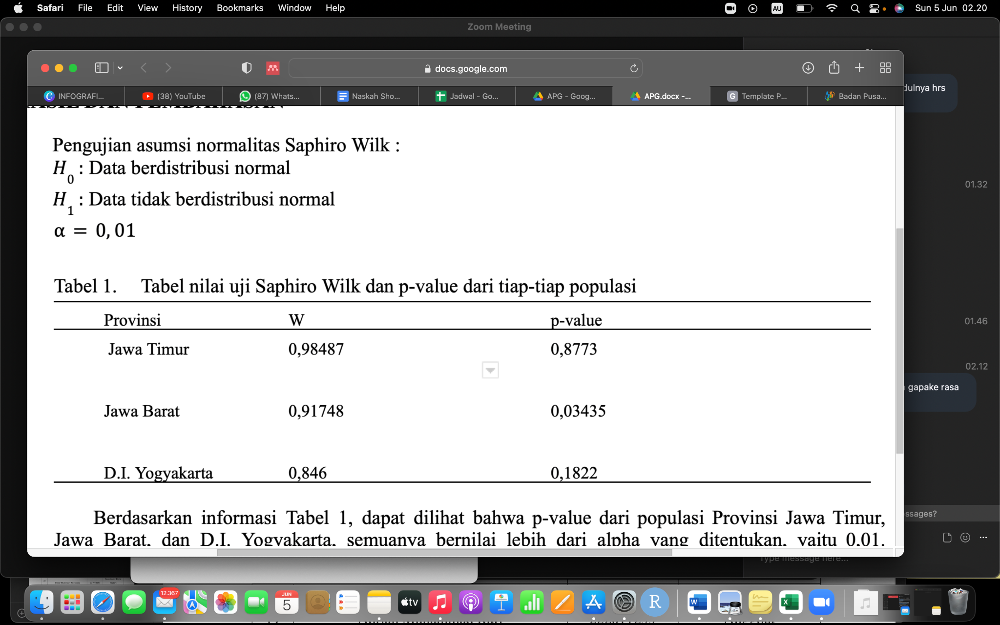 Safari File Edit View History Bookmarks Window Help AU Sun 5 Jun 02.20
Zoom Meeting
docs.google.com
INFOGRAFI... (38) YouTube (87) Whats... Naskah Sho... Jadwal - Go... APG - Goog... APG.docx -... Template P... Badan Pusa...
dulnya hrs
Pengujian asumsi normalitas Saphiro Wilk :
H0 : Data berdistribusi normal
01.32
H1 : Data tidak berdistribusi normal
α = 0, 01
Tabel 1. Tabel nilai uji Saphiro Wilk dan p-value dari tiap-tiap populasi
Provinsi W p-value
01.46
Jawa Timur 0,98487 0,8773
02.12
gapake rasa
Jawa Barat 0,91748 0,03435
D.I. Yogyakarta 0,846 0,1822
Berdasarkan informasi Tabel 1, dapat dilihat bahwa p-value dari populasi Provinsi Jawa Timur,
ssages?
Jawa Barat, dan D.I. Yogyakarta, semuanya bernilai lebih dari alpha yang ditentukan, yaitu 0,01.
Type message here...
12.367
JUN
5
tv
R
W
X